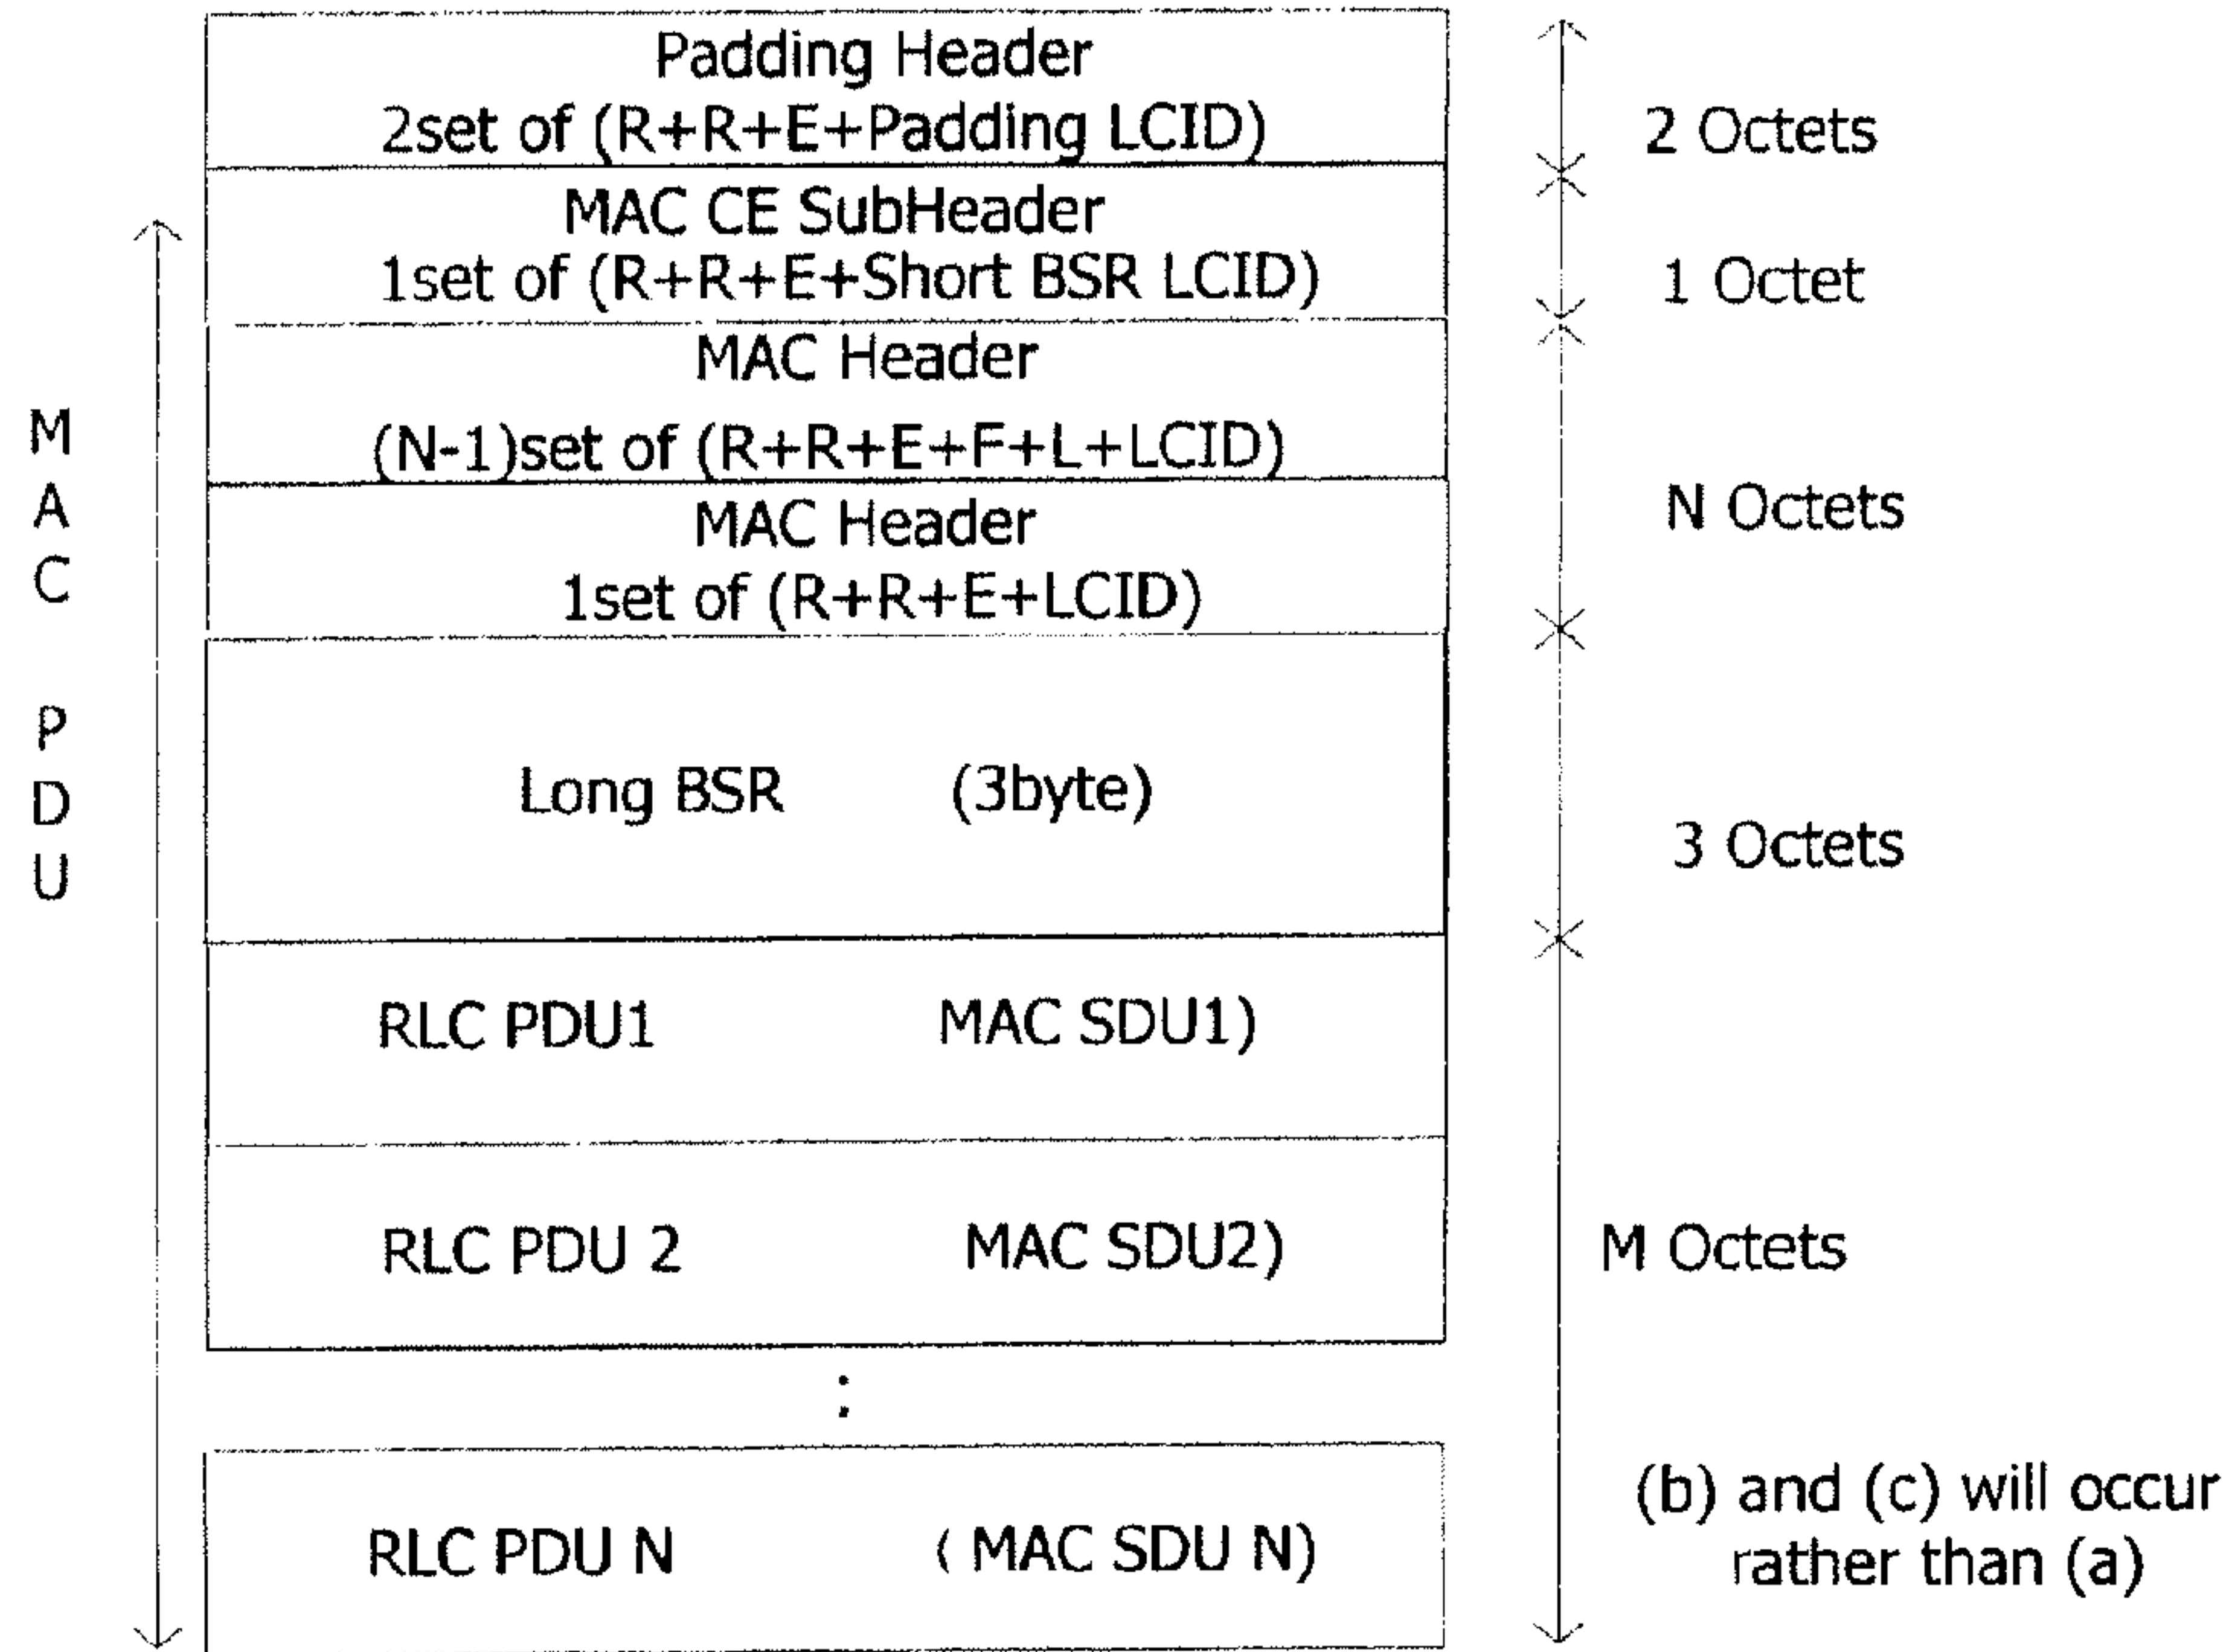 Padding Header
2set of (R+R+E+Padding LCID)
2 Octets
MAC CE SubHeader
1set of (R+R+E+Short BSR LCID)
1 Octet
MAC Header
(N-1)set of (R+R+E+F+L+LCID)
N Octets
MAC Header
1set of (R+R+E+LCID)
MAC PDU
Long BSR (3byte)
3 Octets
RLC PDU1 MAC SDU1)
RLC PDU 2 MAC SDU2)
M Octets
:
RLC PDU N ( MAC SDU N)
(b) and (c) will occur
rather than (a)